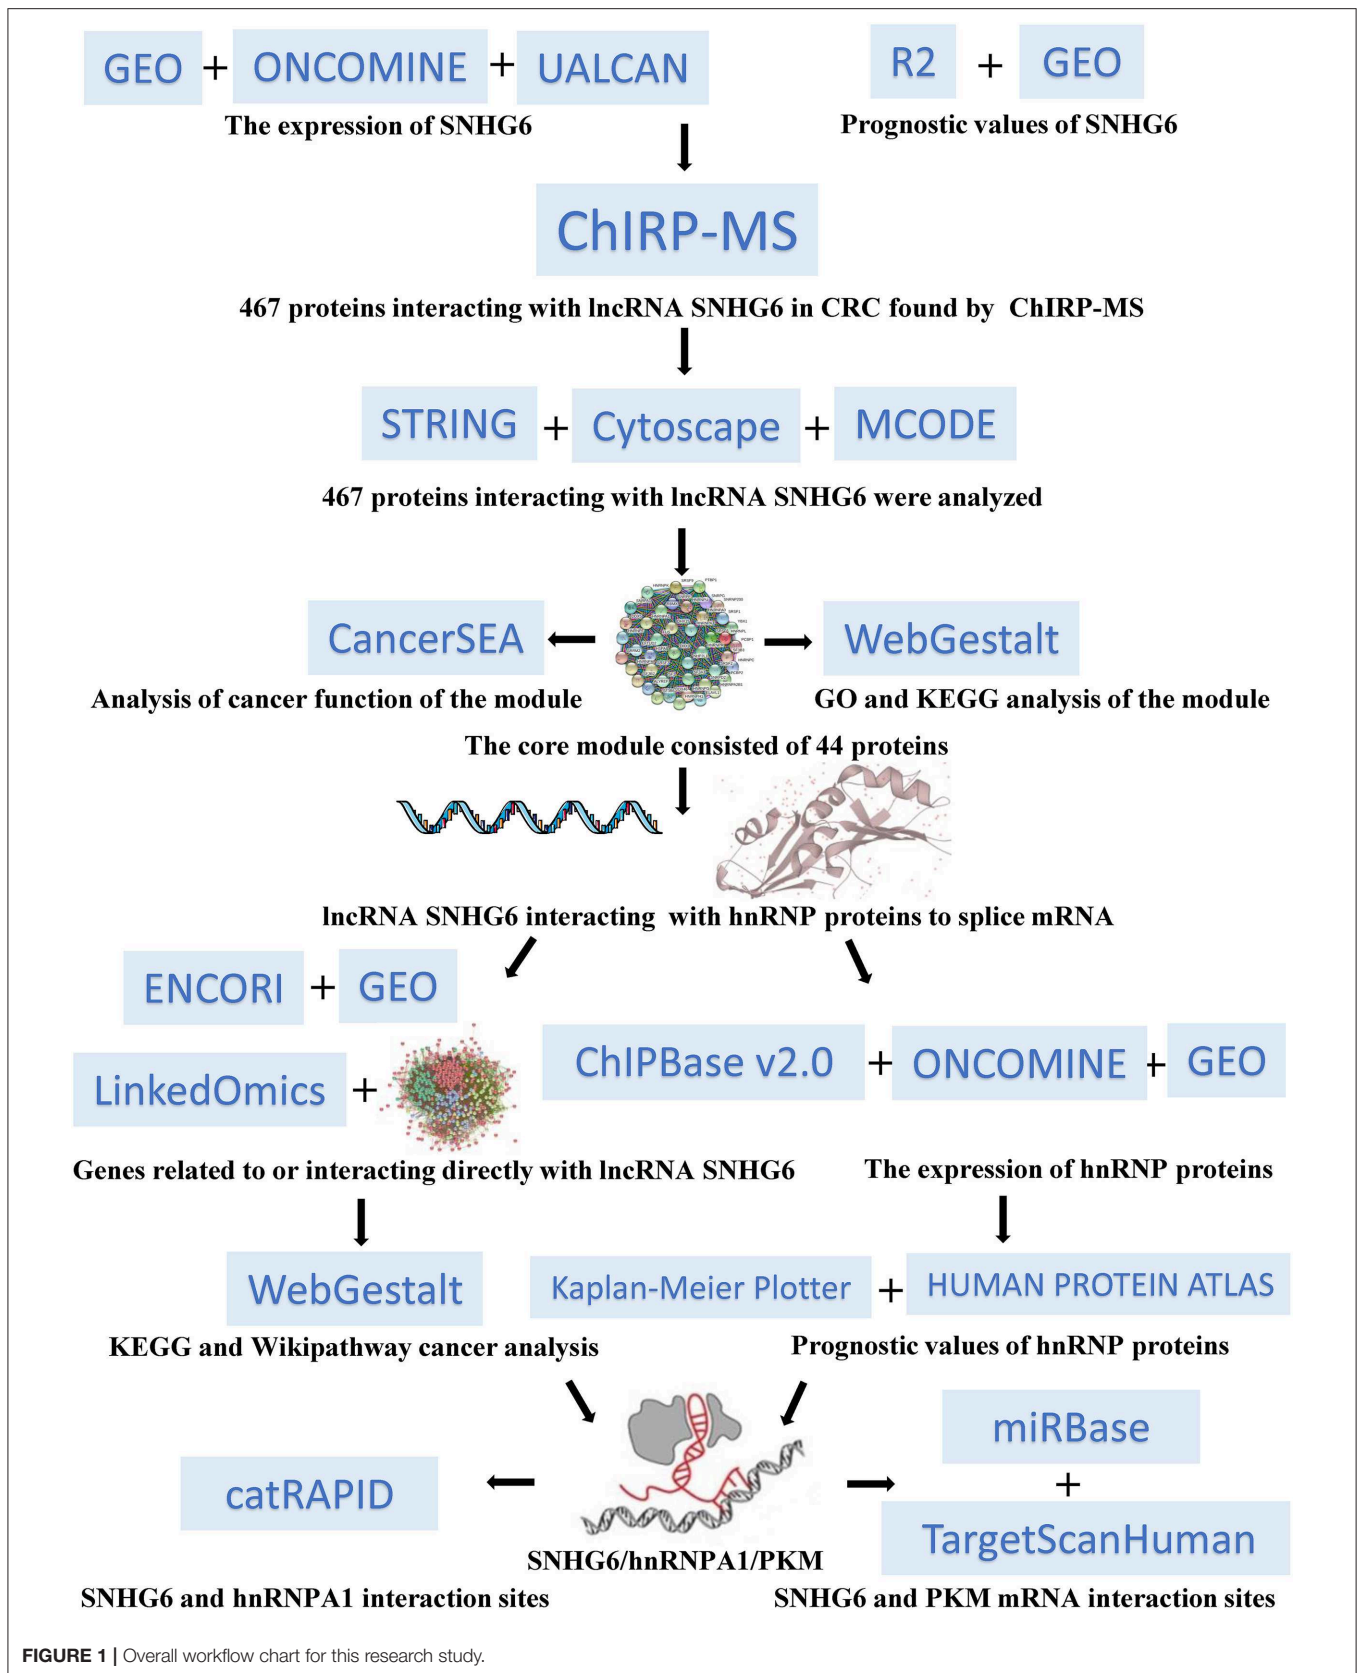 GEO + ONCOMINE + UALCAN
The expression of SNHG6
R2 + GEO
Prognostic values of SNHG6
ChIRP-MS
467 proteins interacting with lncRNA SNHG6 in CRC found by ChIRP-MS
STRING + Cytoscape + MCODE
467 proteins interacting with lncRNA SNHG6 were analyzed
CancerSEA
WebGestalt
Analysis of cancer function of the module
GO and KEGG analysis of the module
The core module consisted of 44 proteins
lncRNA SNHG6 interacting with hnRNP proteins to splice mRNA
ENCORI + GEO
LinkedOmics +
Genes related to or interacting directly with lncRNA SNHG6
ChIPBase v2.0 + ONCOMINE + GEO
The expression of hnRNP proteins
WebGestalt
KEGG and Wikipathway cancer analysis
Kaplan-Meier Plotter + HUMAN PROTEIN ATLAS
Prognostic values of hnRNP proteins
catRAPID
SNHG6 and hnRNPA1 interaction sites
SNHG6/hnRNPA1/PKM
miRBase
+
TargetScanHuman
SNHG6 and PKM mRNA interaction sites
FIGURE 1 | Overall workflow chart for this research study.